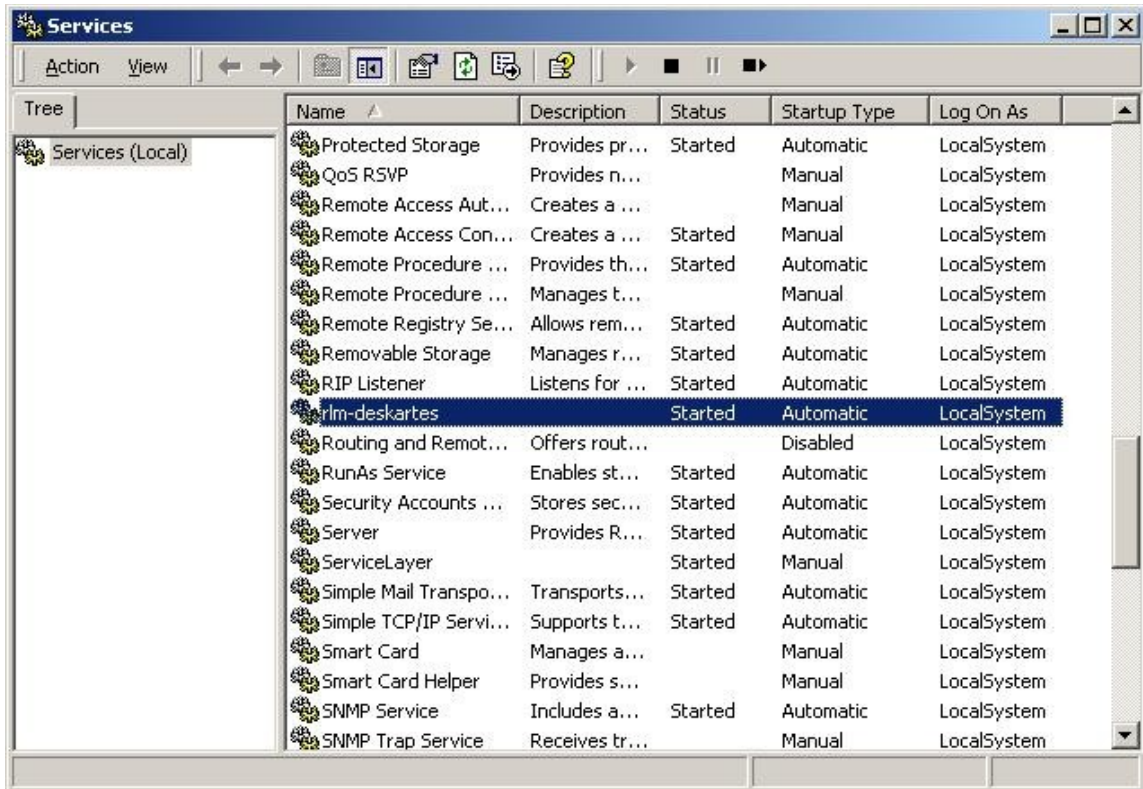 Services
Action View
Tree
Services (Local)
Name Description Status Startup Type Log On As
Protected Storage Provides pr... Started Automatic LocalSystem
QoS RSVP Provides n... Manual LocalSystem
Remote Access Aut... Creates a ... Manual LocalSystem
Remote Access Con... Creates a ... Started Manual LocalSystem
Remote Procedure ... Provides th... Started Automatic LocalSystem
Remote Procedure ... Manages t... Manual LocalSystem
Remote Registry Se... Allows rem... Started Automatic LocalSystem
Removable Storage Manages r... Started Automatic LocalSystem
RIP Listener Listens for ... Started Automatic LocalSystem
rlm-deskartes Started Automatic LocalSystem
Routing and Remot... Offers rout... Disabled LocalSystem
RunAs Service Enables st... Started Automatic LocalSystem
Security Accounts ... Stores sec... Started Automatic LocalSystem
Server Provides R... Started Automatic LocalSystem
ServiceLayer Started Manual LocalSystem
Simple Mail Transpo... Transports... Started Automatic LocalSystem
Simple TCP/IP Servi... Supports t... Started Automatic LocalSystem
Smart Card Manages a... Manual LocalSystem
Smart Card Helper Provides s... Manual LocalSystem
SNMP Service Includes a... Started Automatic LocalSystem
SNMP Trap Service Receives tr... Manual LocalSystem